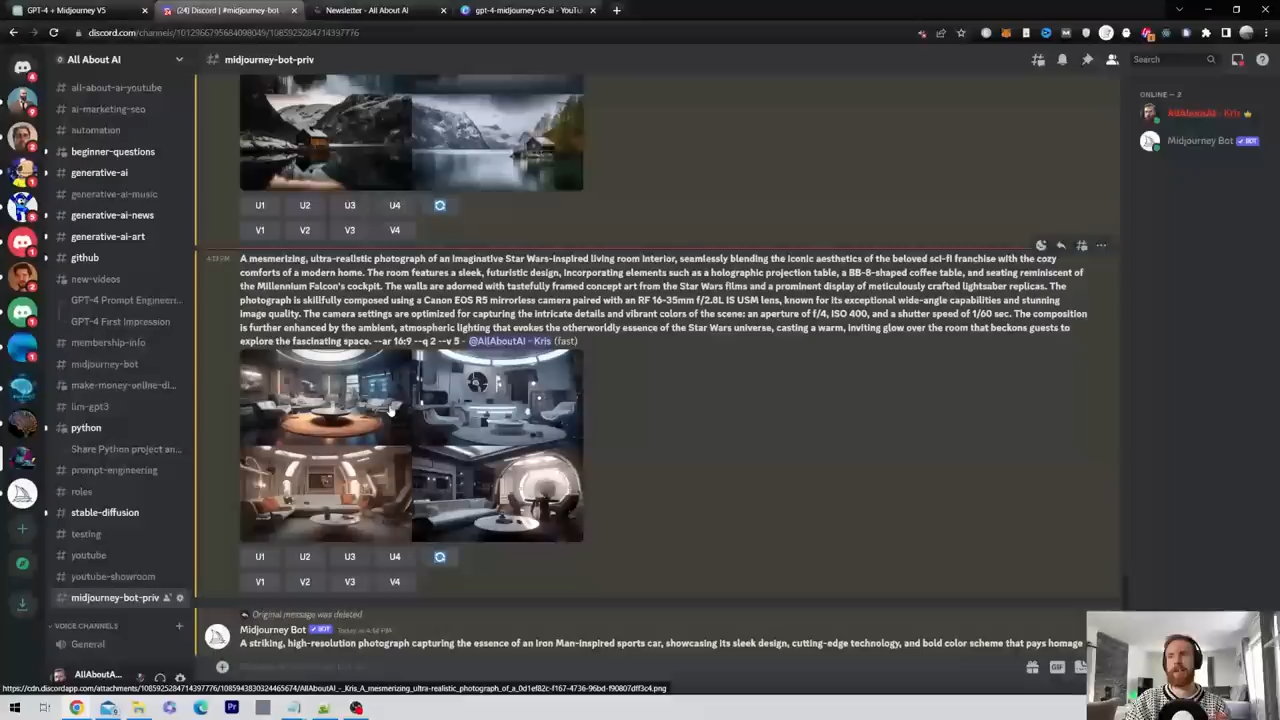 GPT-4 + Midjourney V5
(24) Discord | #midjourney-bot
Newsletter - All About AI
gpt-4-midjourney-v5-ai - YouTu
discord.com/channels/1012966795684098049/1085925284714397776
All About AI
# midjourney-bot-priv
Search
all-about-ai-youtube
ai-marketing-seo
automation
beginner-questions
generative-ai
generative-ai-music
generative-ai-news
generative-ai-art
github
new-videos
GPT-4 Prompt Engineeri...
GPT-4 First Impression
membership-info
midjourney-bot
make-money-online-di...
llm-gpt3
python
Share Python project an...
prompt-engineering
roles
stable-diffusion
testing
youtube
youtube-showroom
midjourney-bot-priv
VOICE CHANNELS
General
AllAboutA...
U1 U2 U3 U4
V1 V2 V3 V4
A mesmerizing, ultra-realistic photograph of an imaginative Star Wars-inspired living room interior, seamlessly blending the iconic aesthetics of the beloved sci-fi franchise with the cozy
comforts of a modern home. The room features a sleek, futuristic design, incorporating elements such as a holographic projection table, a BB-8-shaped coffee table, and seating reminiscent of
the Millennium Falcon's cockpit. The walls are adorned with tastefully framed concept art from the Star Wars films and a prominent display of meticulously crafted lightsaber replicas. The
photograph is skillfully composed using a Canon EOS R5 mirrorless camera paired with an RF 16-35mm f/2.8L IS USM lens, known for its exceptional wide-angle capabilities and stunning
image quality. The camera settings are optimized for capturing the intricate details and vibrant colors of the scene: an aperture of f/4, ISO 400, and a shutter speed of 1/60 sec. The composition
is further enhanced by the ambient, atmospheric lighting that evokes the otherworldly essence of the Star Wars universe, casting a warm, inviting glow over the room that beckons guests to
explore the fascinating space. --ar 16:9 --q 2 --v 5 - @AllAboutAI - Kris (fast)
U1 U2 U3 U4
V1 V2 V3 V4
Original message was deleted
Midjourney Bot BOT Today at 4:14 PM
A striking, high-resolution photograph capturing the essence of an Iron Man-inspired sports car, showcasing its sleek design, cutting-edge technology, and bold color scheme that pays homage
GIF
ONLINE — 2
AllAboutAI - Kris
Midjourney Bot BOT